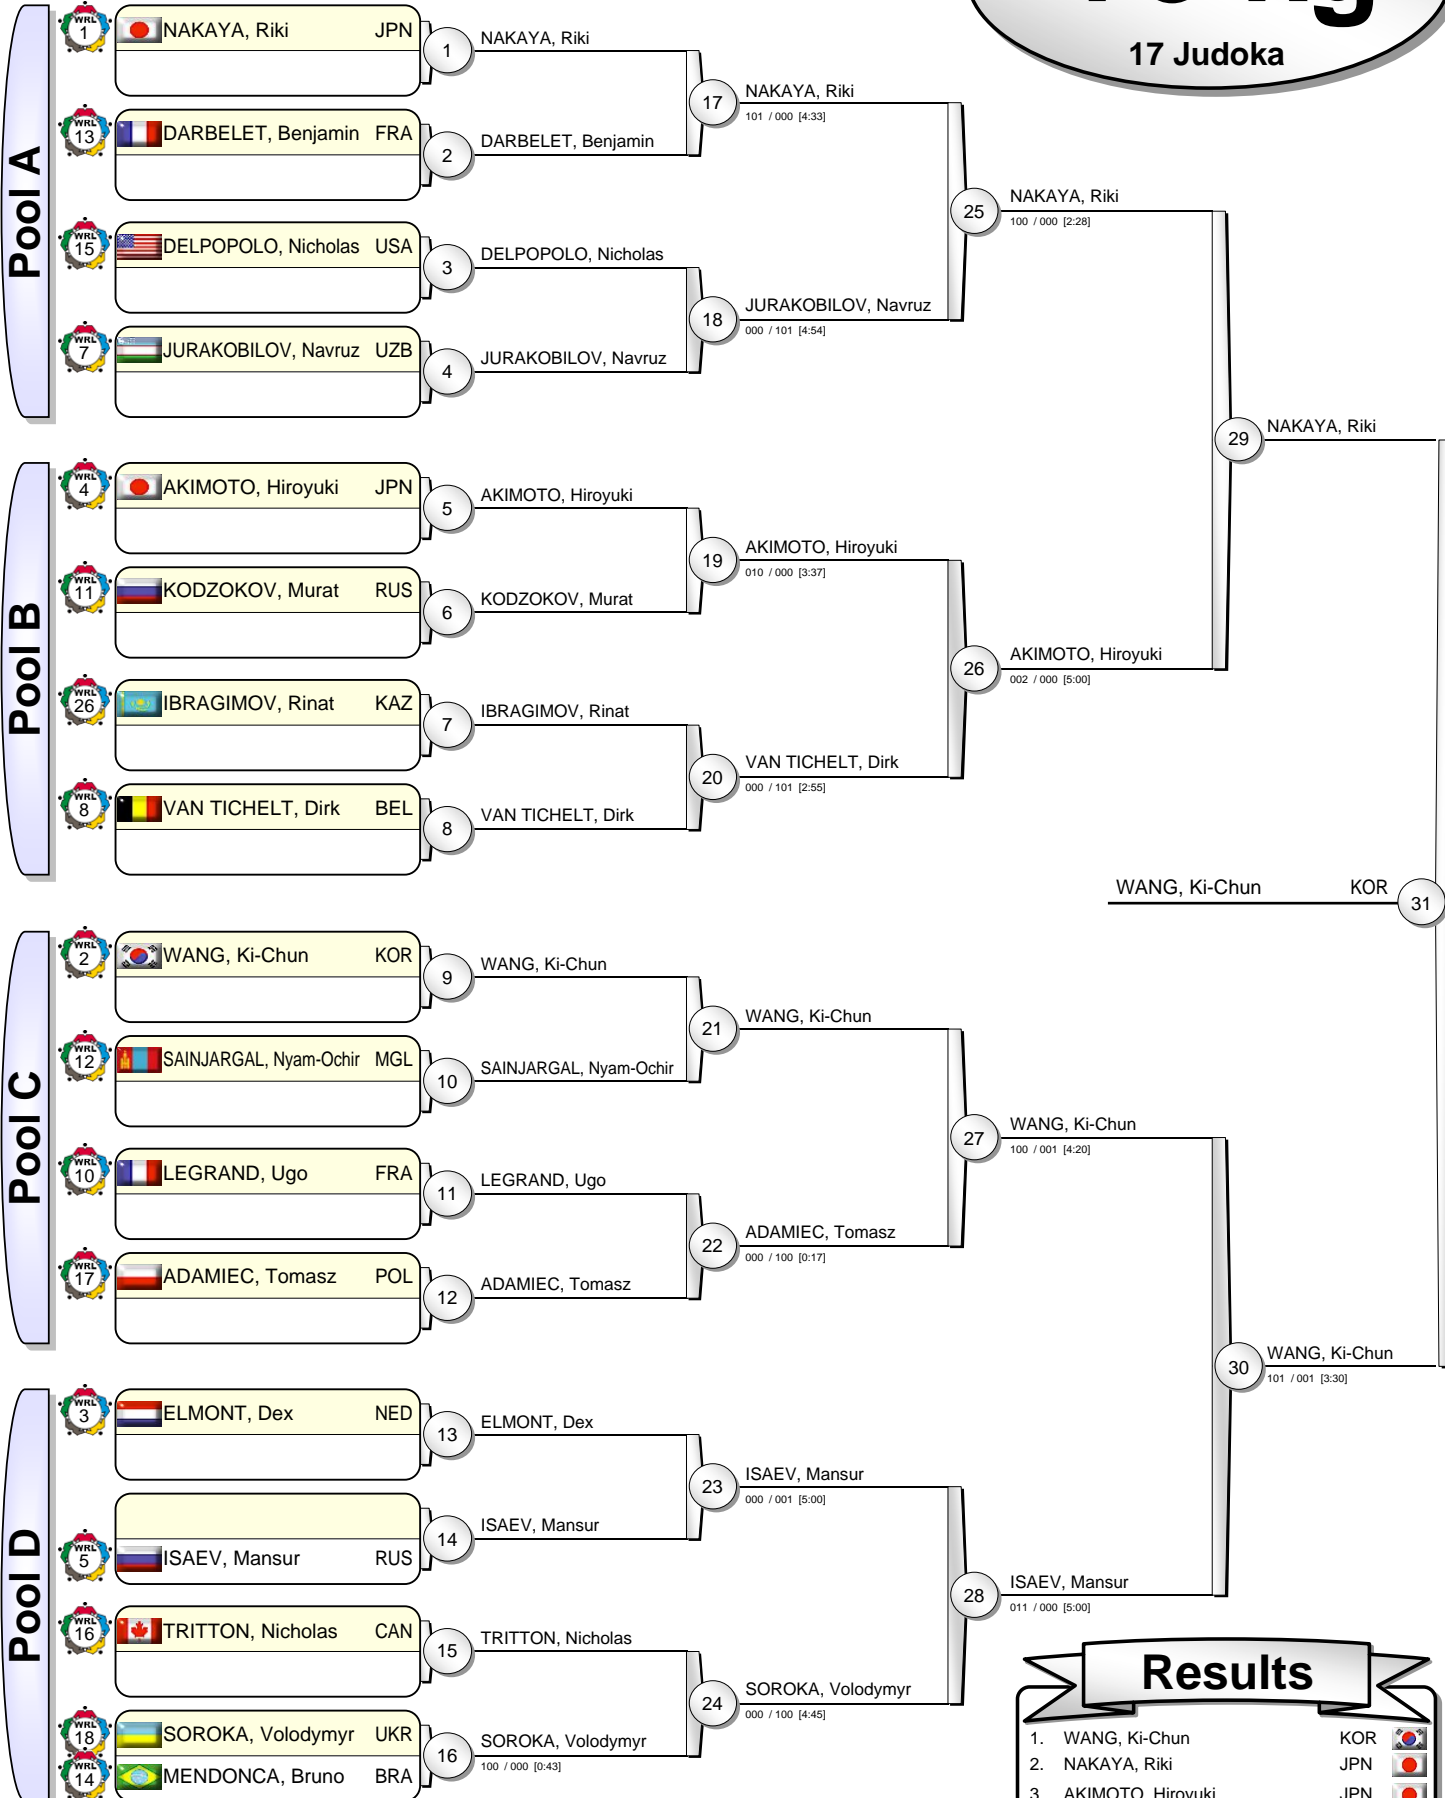 17 Judoka
Pool A
WRL 1 NAKAYA, Riki JPN
1 NAKAYA, Riki
WRL 13 DARBELET, Benjamin FRA
2 DARBELET, Benjamin
17 NAKAYA, Riki
101 / 000 [4:33]
WRL 15 DELPOPOLO, Nicholas USA
3 DELPOPOLO, Nicholas
WRL 7 JURAKOBILOV, Navruz UZB
4 JURAKOBILOV, Navruz
18 JURAKOBILOV, Navruz
000 / 101 [4:54]
25 NAKAYA, Riki
100 / 000 [2:28]
Pool B
WRL 4 AKIMOTO, Hiroyuki JPN
5 AKIMOTO, Hiroyuki
WRL 11 KODZOKOV, Murat RUS
6 KODZOKOV, Murat
19 AKIMOTO, Hiroyuki
010 / 000 [3:37]
WRL 26 IBRAGIMOV, Rinat KAZ
7 IBRAGIMOV, Rinat
WRL 8 VAN TICHELT, Dirk BEL
8 VAN TICHELT, Dirk
20 VAN TICHELT, Dirk
000 / 101 [2:55]
26 AKIMOTO, Hiroyuki
002 / 000 [5:00]
29 NAKAYA, Riki
WANG, Ki-Chun KOR 31
Pool C
WRL 2 WANG, Ki-Chun KOR
9 WANG, Ki-Chun
WRL 12 SAINJARGAL, Nyam-Ochir MGL
10 SAINJARGAL, Nyam-Ochir
21 WANG, Ki-Chun
WRL 10 LEGRAND, Ugo FRA
11 LEGRAND, Ugo
WRL 17 ADAMIEC, Tomasz POL
12 ADAMIEC, Tomasz
22 ADAMIEC, Tomasz
000 / 100 [0:17]
27 WANG, Ki-Chun
100 / 001 [4:20]
Pool D
WRL 3 ELMONT, Dex NED
13 ELMONT, Dex
WRL 5 ISAEV, Mansur RUS
14 ISAEV, Mansur
23 ISAEV, Mansur
000 / 001 [5:00]
WRL 16 TRITTON, Nicholas CAN
15 TRITTON, Nicholas
WRL 18 SOROKA, Volodymyr UKR
WRL 14 MENDONCA, Bruno BRA
16 SOROKA, Volodymyr
100 / 000 [0:43]
24 SOROKA, Volodymyr
000 / 100 [4:45]
28 ISAEV, Mansur
011 / 000 [5:00]
30 WANG, Ki-Chun
101 / 001 [3:30]
Results
1. WANG, Ki-Chun KOR
2. NAKAYA, Riki JPN
3. AKIMOTO, Hiroyuki JPN